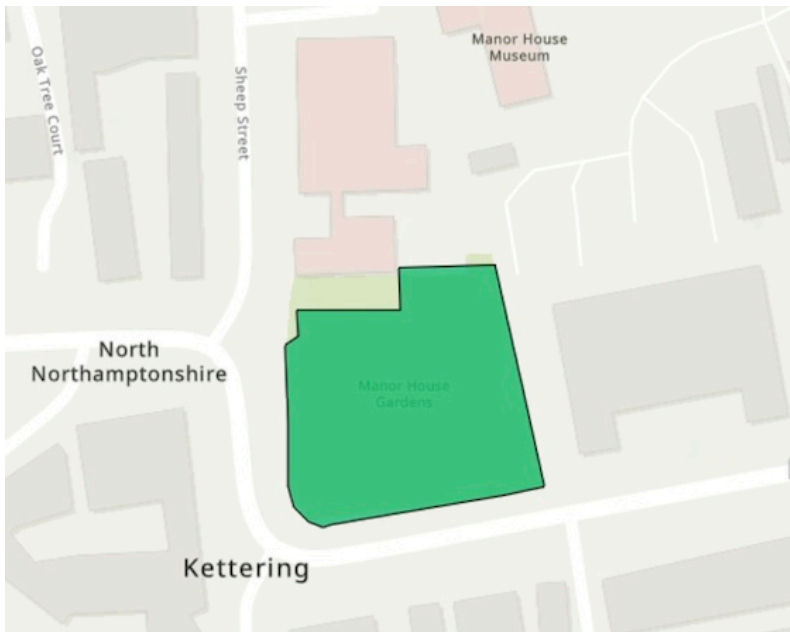 Manor House
Museum
Oak Tree Court
Sheep Street
North
Northamptonshire
Manor House
Gardens
Kettering